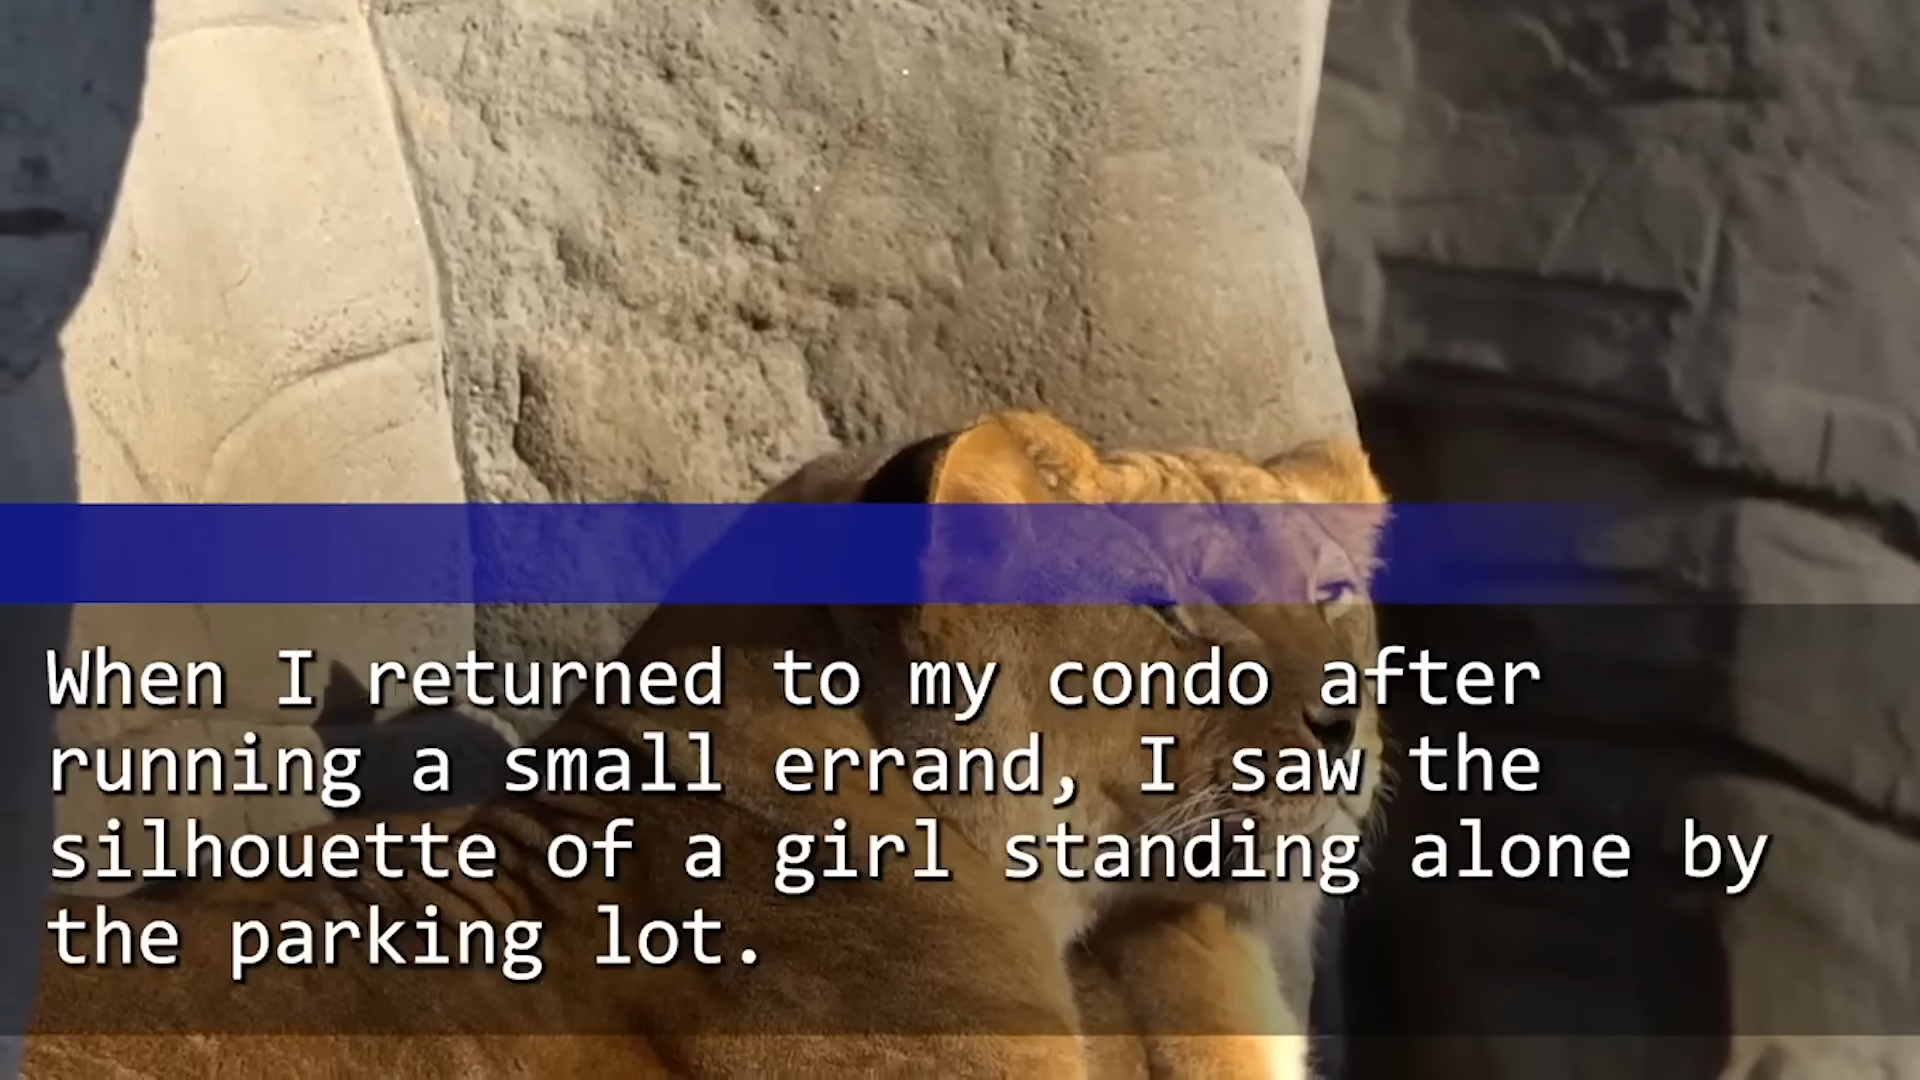 When I returned to my condo after
running a small errand, I saw the
silhouette of a girl standing alone by
the parking lot.